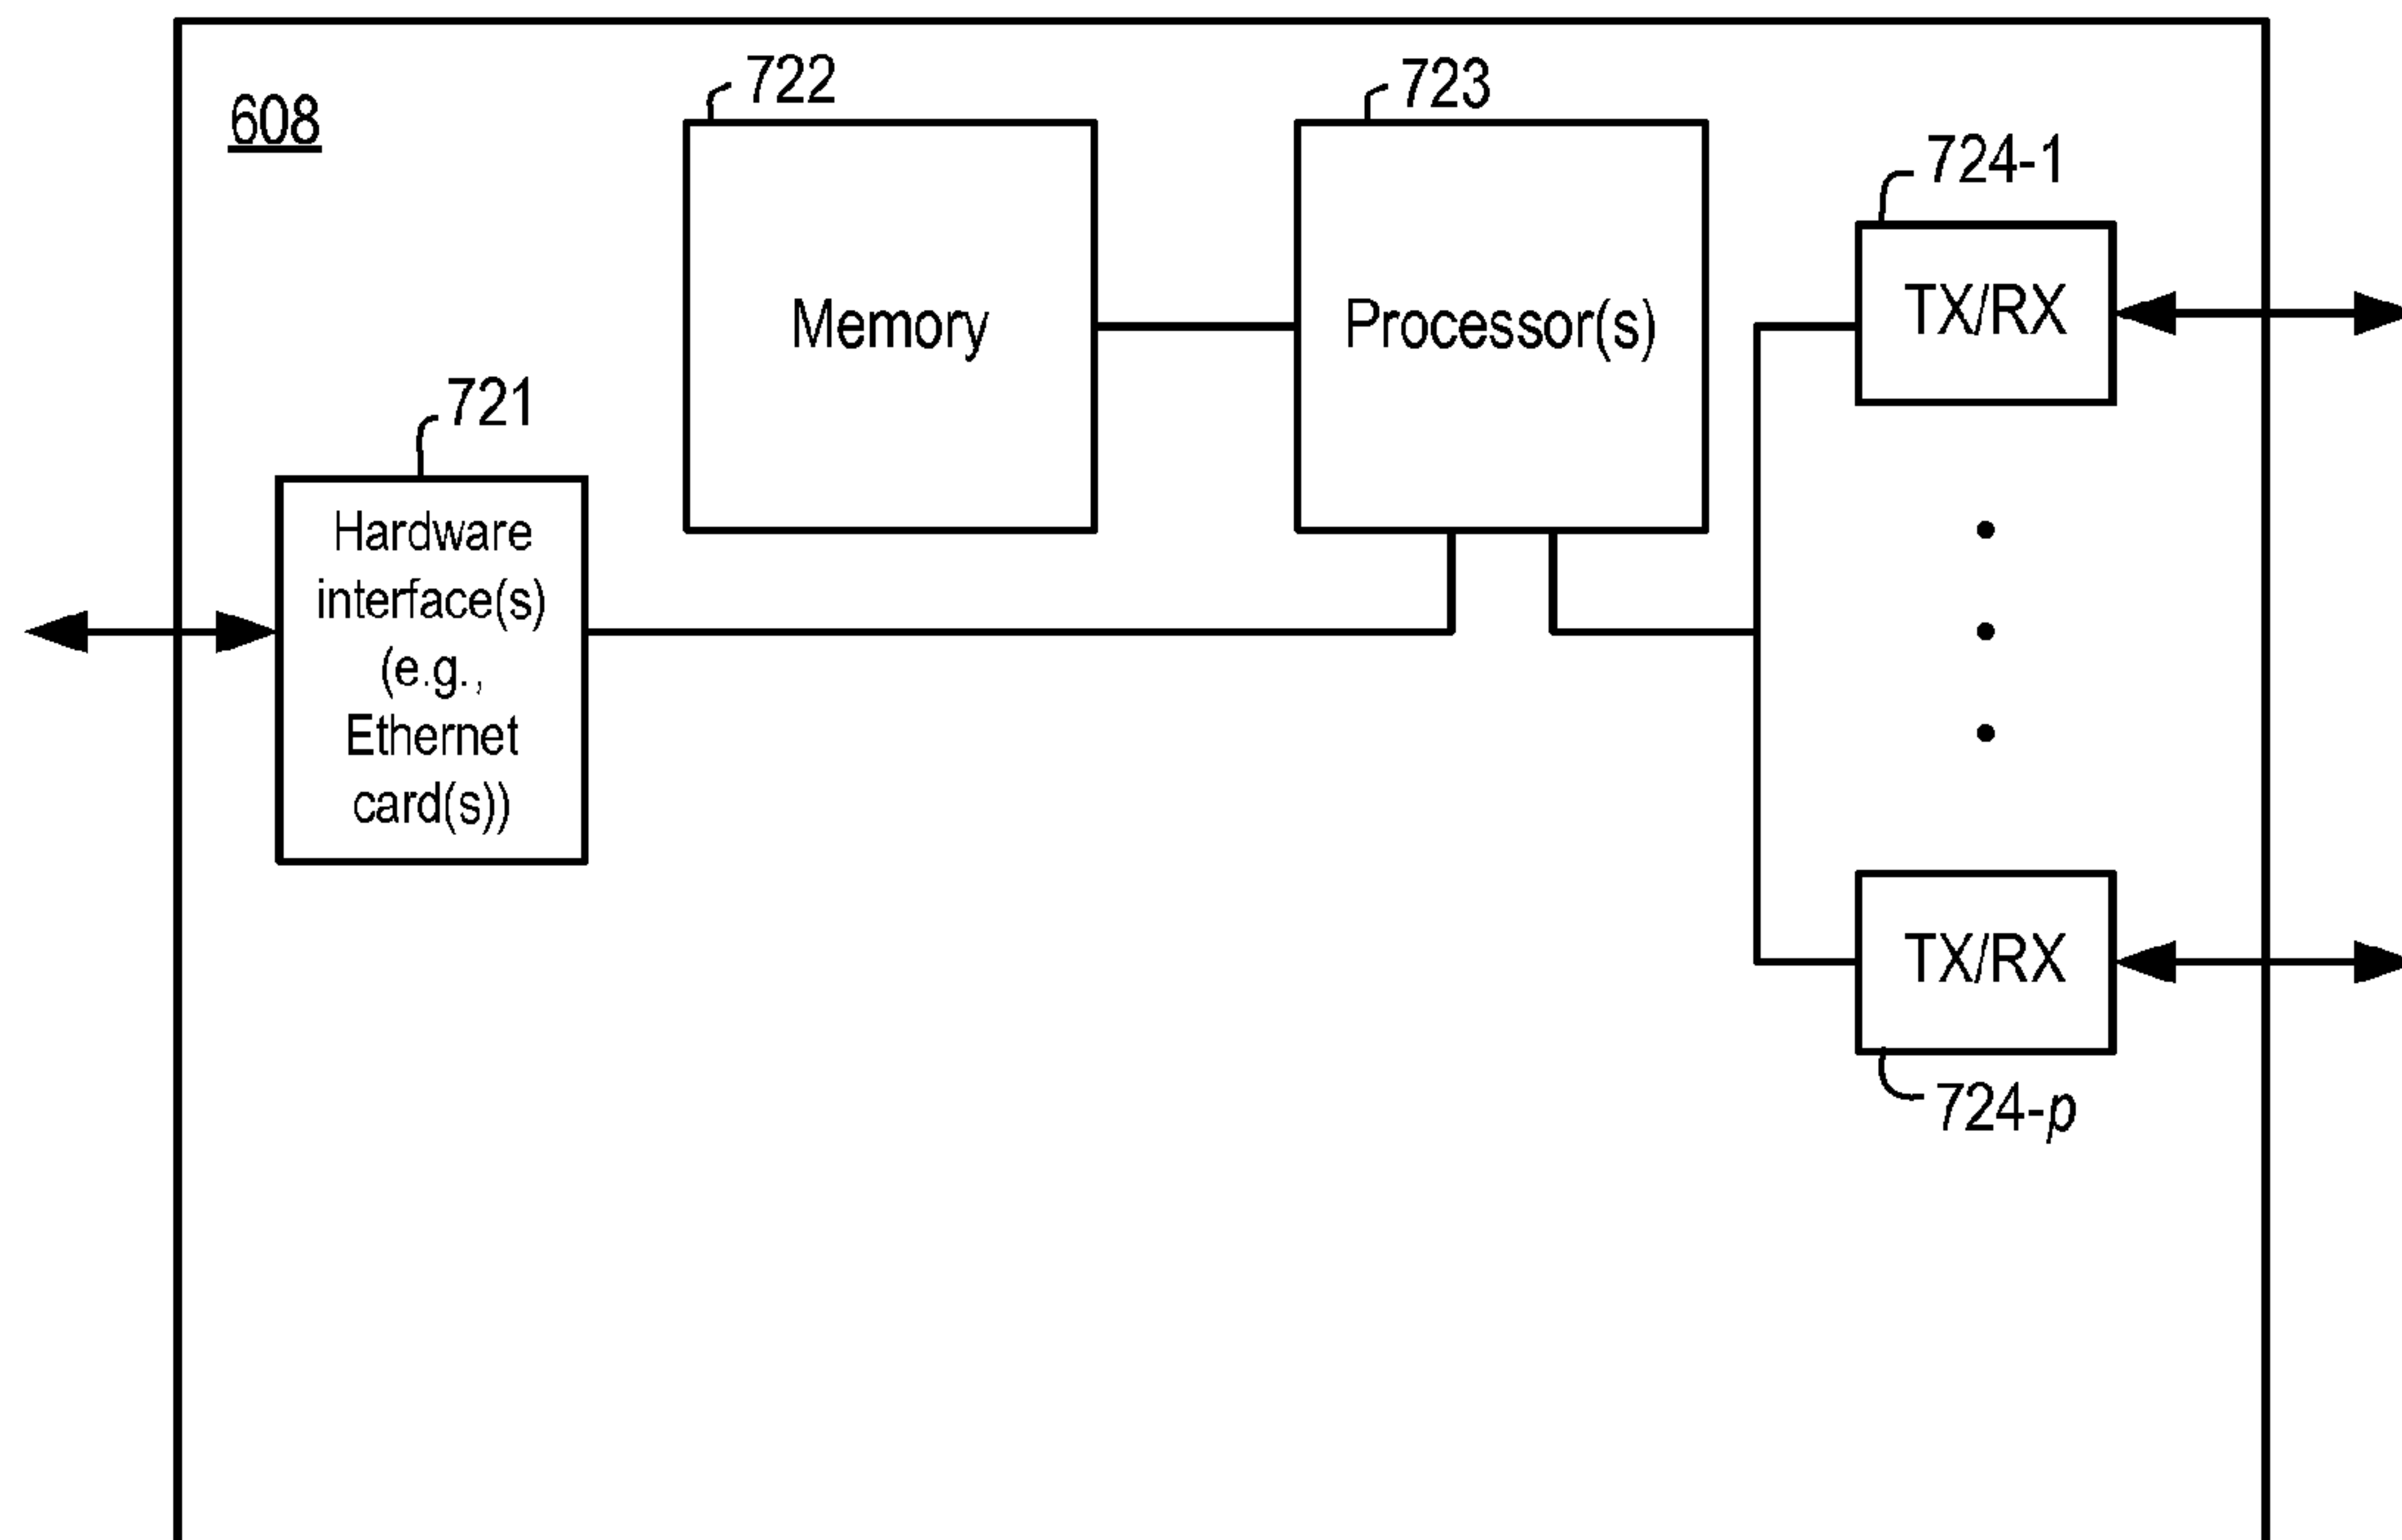 608
722
723
724-1
Memory
Processor(s)
TX/RX
721
Hardware
interface(s)
(e.g.,
Ethernet
card(s))
TX/RX
724-p